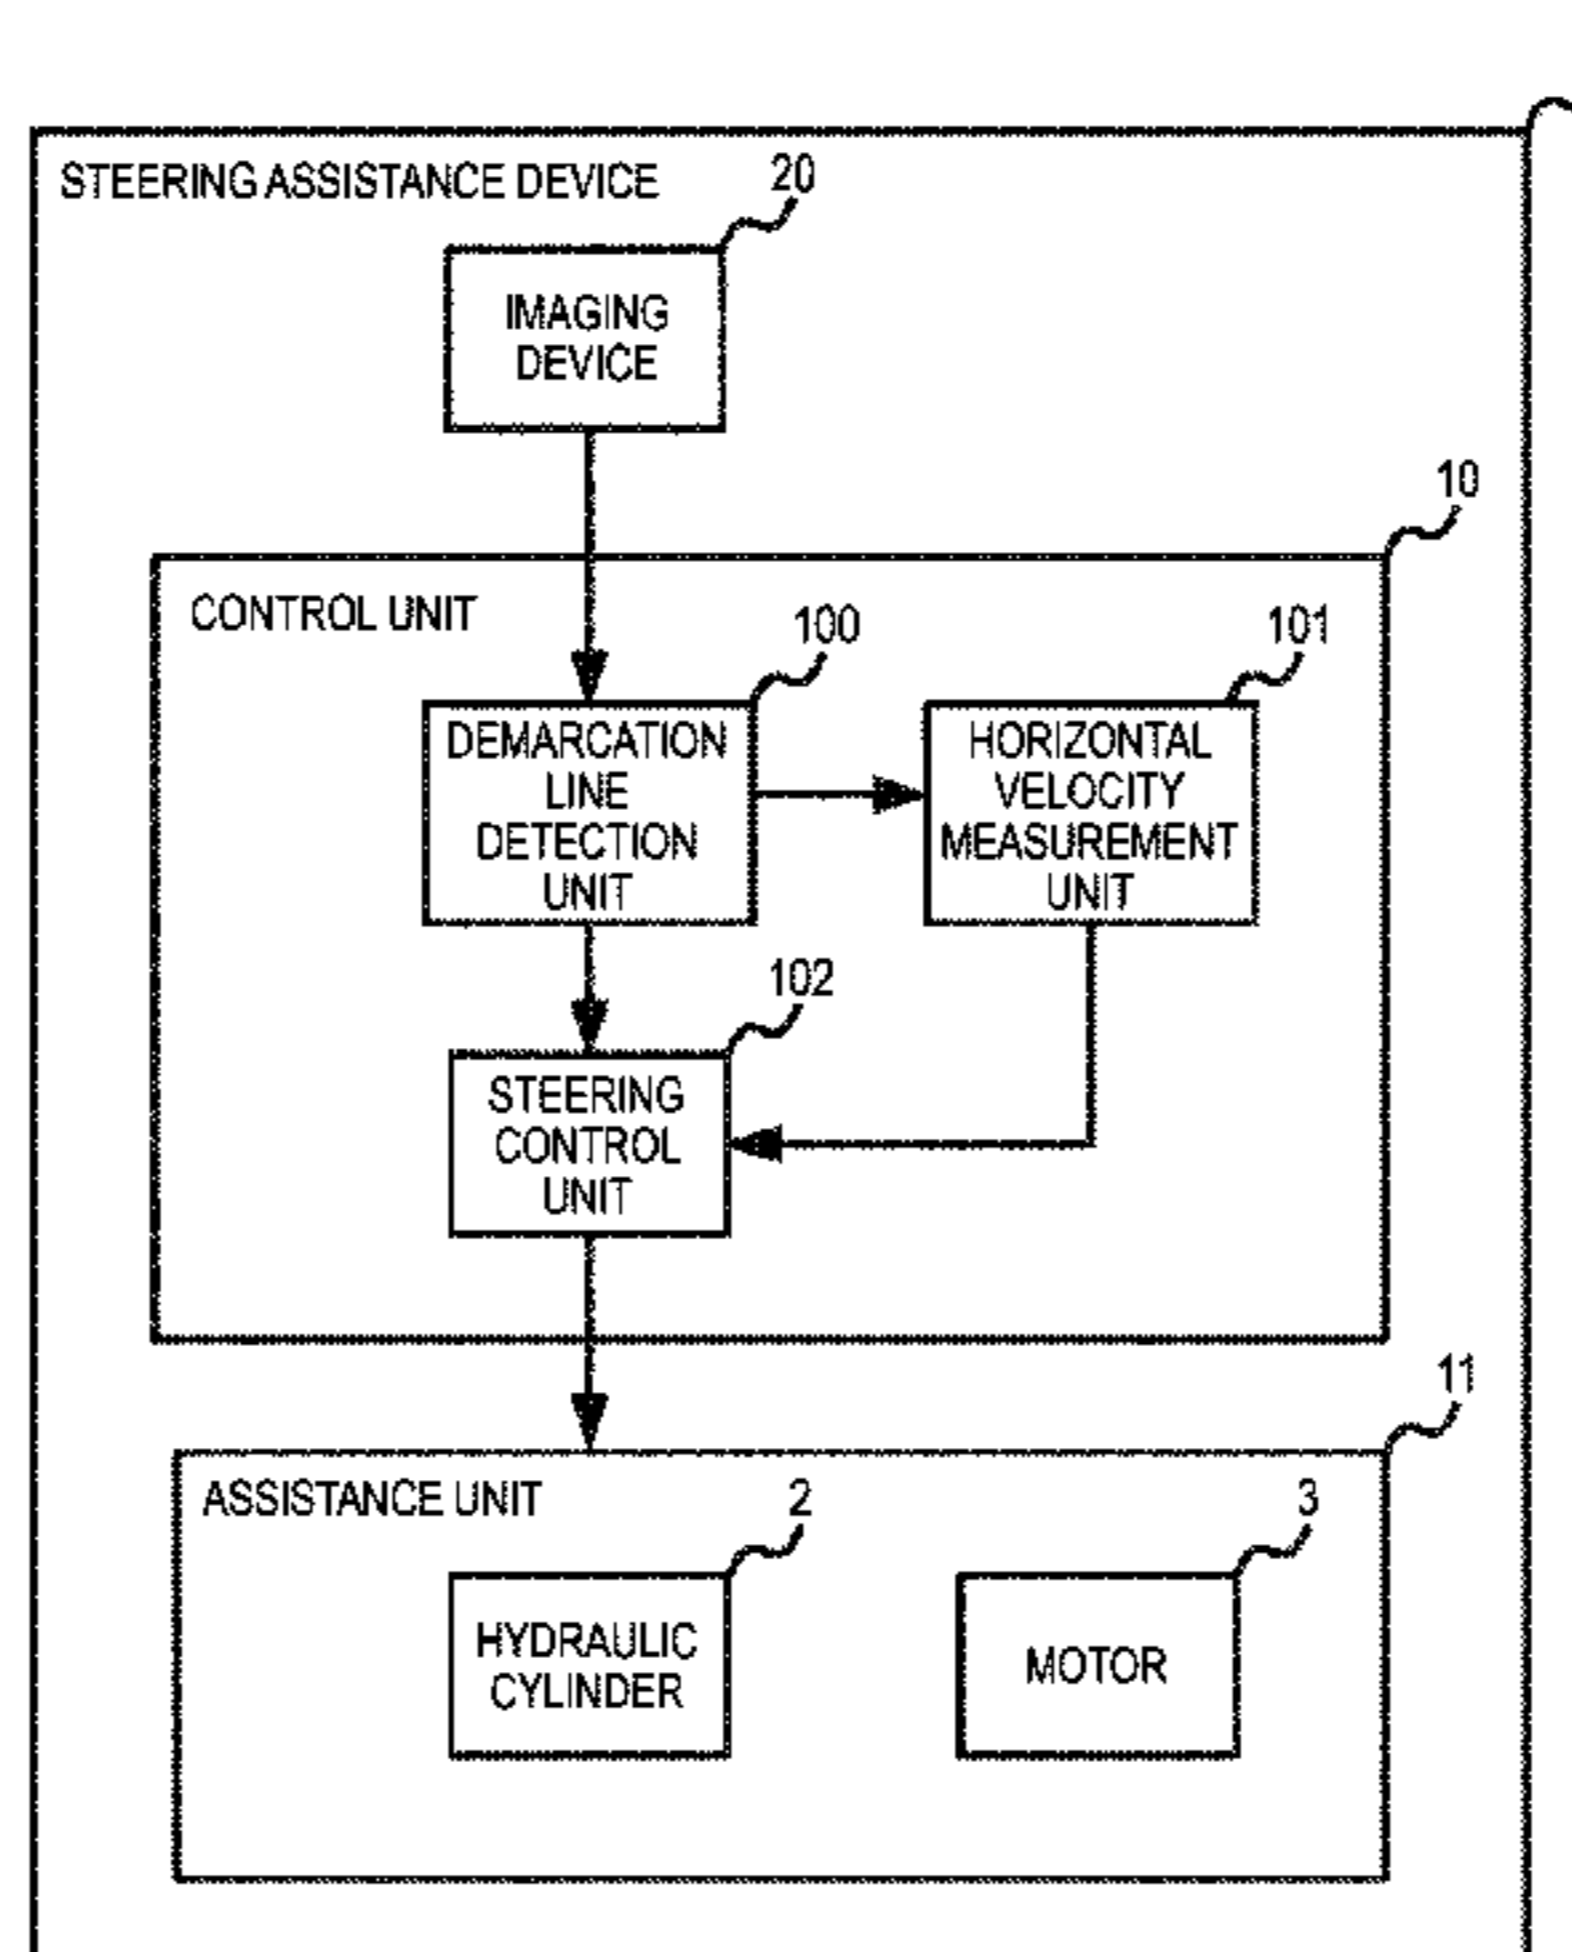 STEERING ASSISTANCE DEVICE
20
IMAGING
DEVICE
10
CONTROL UNIT
100
101
DEMARCATION
LINE
DETECTION
UNIT
HORIZONTAL
VELOCITY
MEASUREMENT
UNIT
102
STEERING
CONTROL
UNIT
11
ASSISTANCE UNIT
2
3
HYDRAULIC
CYLINDER
MOTOR